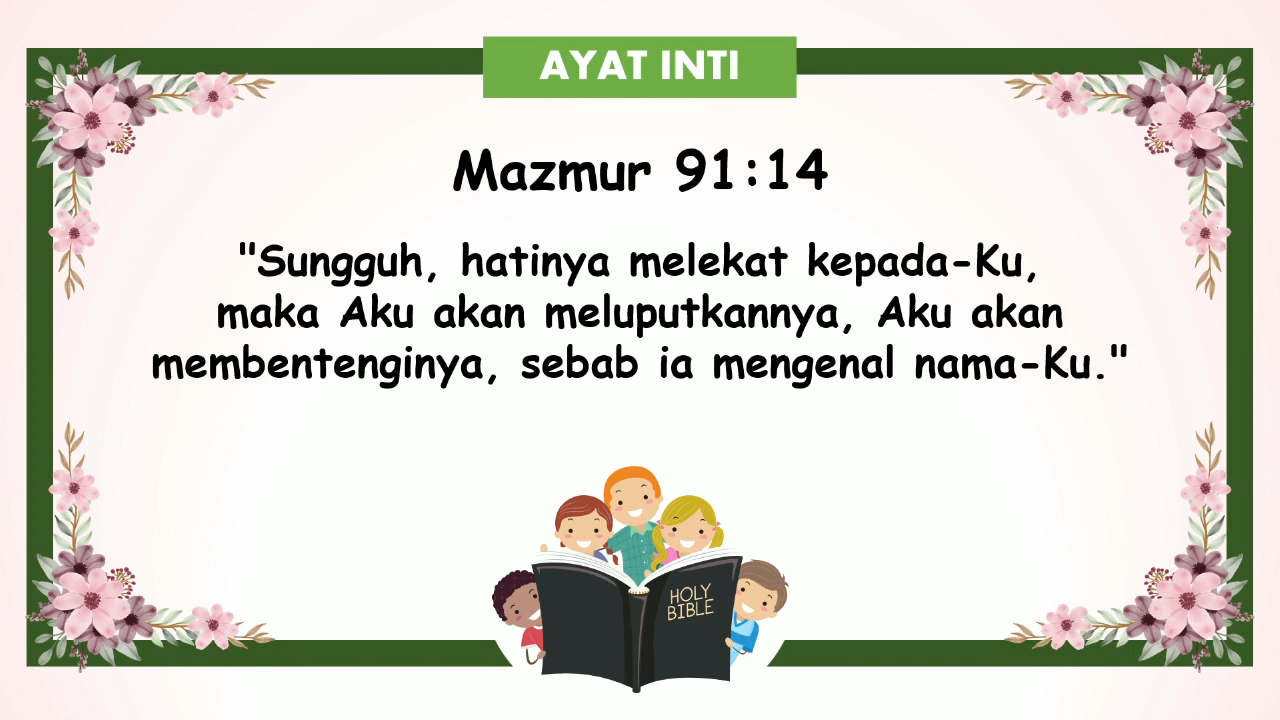 AYAT INTI
Mazmur 91:14
"Sungguh, hatinya melekat kepada-Ku,
maka Aku akan meluputkannya, Aku akan
membentenginya, sebab ia mengenal nama-Ku."
HOLY
BIBLE